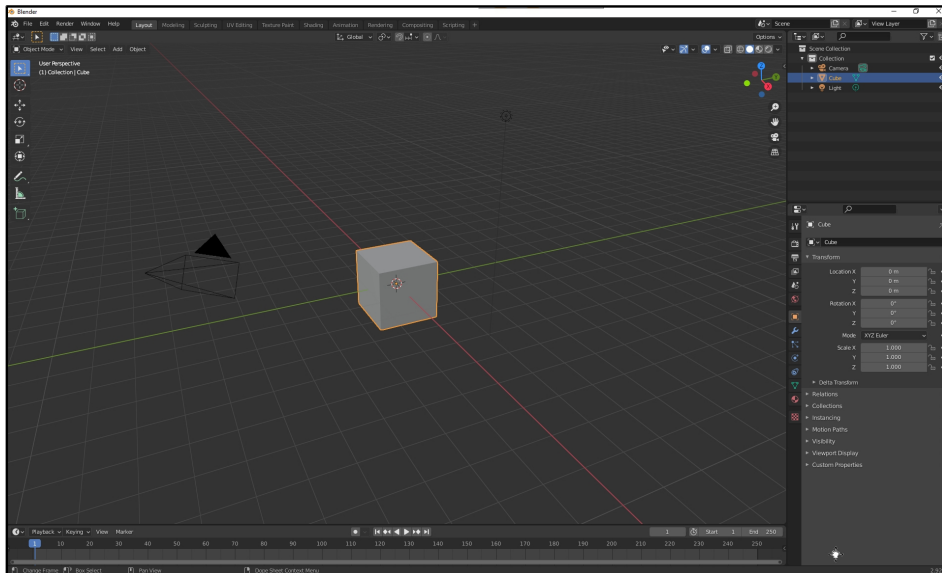 Blender
File Edit Render Window Help Layout Modeling Sculpting UV Editing Texture Paint Shading Animation Rendering Compositing Scripting + Scene View Layer
Global Options
Object Mode View Select Add Object
User Perspective
(1) Collection | Cube
Z
Y
X
Scene Collection
Collection
Camera
Cube
Light
Cube
Cube
Transform
Location X 0 m
Y 0 m
Z 0 m
Rotation X 0°
Y 0°
Z 0°
Mode XYZ Euler
Scale X 1.000
Y 1.000
Z 1.000
Delta Transform
Relations
Collections
Instancing
Motion Paths
Visibility
Viewport Display
Custom Properties
Playback Keying View Marker 1 Start 1 End 250
1 10 20 30 40 50 60 70 80 90 100 110 120 130 140 150 160 170 180 190 200 210 220 230 240 250
Change Frame Box Select Pan View Dope Sheet Context Menu